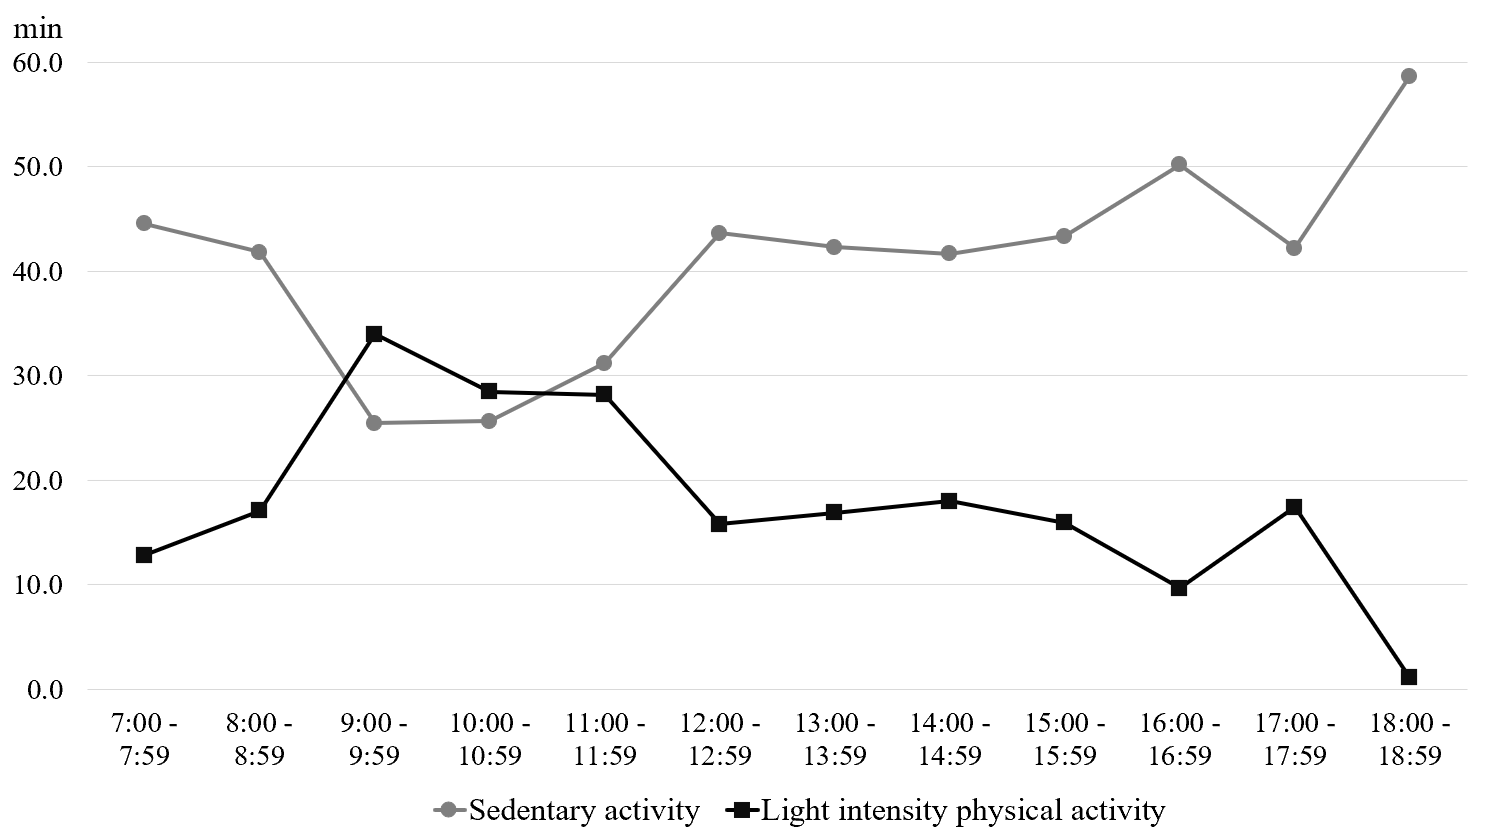 min
60.0
50.0
40.0
30.0
20.0
10.0
0.0
7:00 - 7:59
8:00 - 8:59
9:00 - 9:59
10:00 - 10:59
11:00 - 11:59
12:00 - 12:59
13:00 - 13:59
14:00 - 14:59
15:00 - 15:59
16:00 - 16:59
17:00 - 17:59
18:00 - 18:59
Sedentary activity
Light intensity physical activity